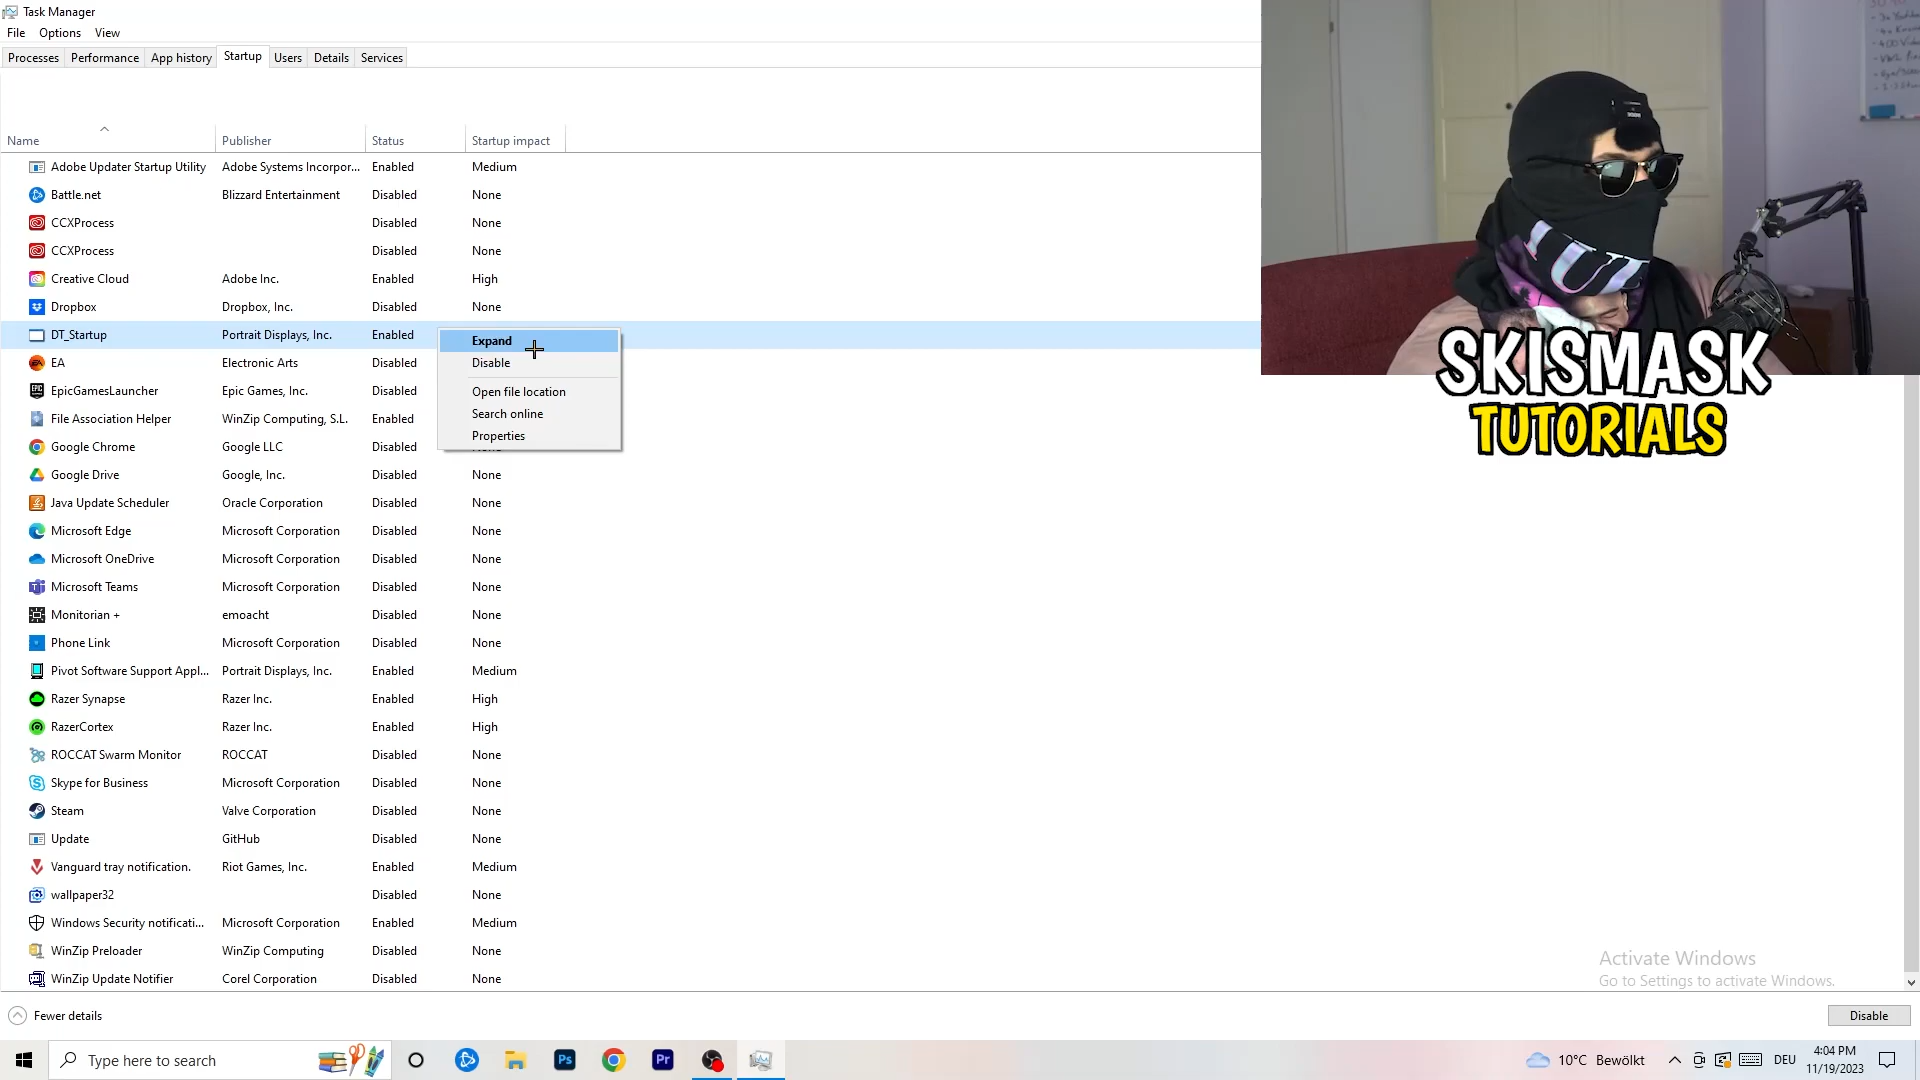 Task Manager
File Options View
Processes Performance App history Startup Users Details Services
Name Publisher Status Startup impact
Adobe Updater Startup Utility Adobe Systems Incorpor... Enabled Medium
Battle.net Blizzard Entertainment Disabled None
CCXProcess Disabled None
CCXProcess Disabled None
Creative Cloud Adobe Inc. Enabled High
Dropbox Dropbox, Inc. Disabled None
DT_Startup Portrait Displays, Inc. Enabled
EA Electronic Arts Disabled
EpicGamesLauncher Epic Games, Inc. Disabled
File Association Helper WinZip Computing, S.L. Enabled
Google Chrome Google LLC Disabled
Google Drive Google, Inc. Disabled None
Java Update Scheduler Oracle Corporation Disabled None
Microsoft Edge Microsoft Corporation Disabled None
Microsoft OneDrive Microsoft Corporation Disabled None
Microsoft Teams Microsoft Corporation Disabled None
Monitorian + emoacht Disabled None
Phone Link Microsoft Corporation Disabled None
Pivot Software Support Appl... Portrait Displays, Inc. Enabled Medium
Razer Synapse Razer Inc. Enabled High
RazerCortex Razer Inc. Enabled High
ROCCAT Swarm Monitor ROCCAT Disabled None
Skype for Business Microsoft Corporation Disabled None
Steam Valve Corporation Disabled None
Update GitHub Disabled None
Vanguard tray notification. Riot Games, Inc. Enabled Medium
wallpaper32 Disabled None
Windows Security notificati... Microsoft Corporation Enabled Medium
WinZip Preloader WinZip Computing Disabled None
WinZip Update Notifier Corel Corporation Disabled None
Expand
Disable
Open file location
Search online
Properties
SKISMASK
TUTORIALS
Activate Windows
Go to Settings to activate Windows.
Fewer details
Disable
Type here to search
Ps
Pr
10°C Bewölkt
DEU
4:04 PM
11/19/2023